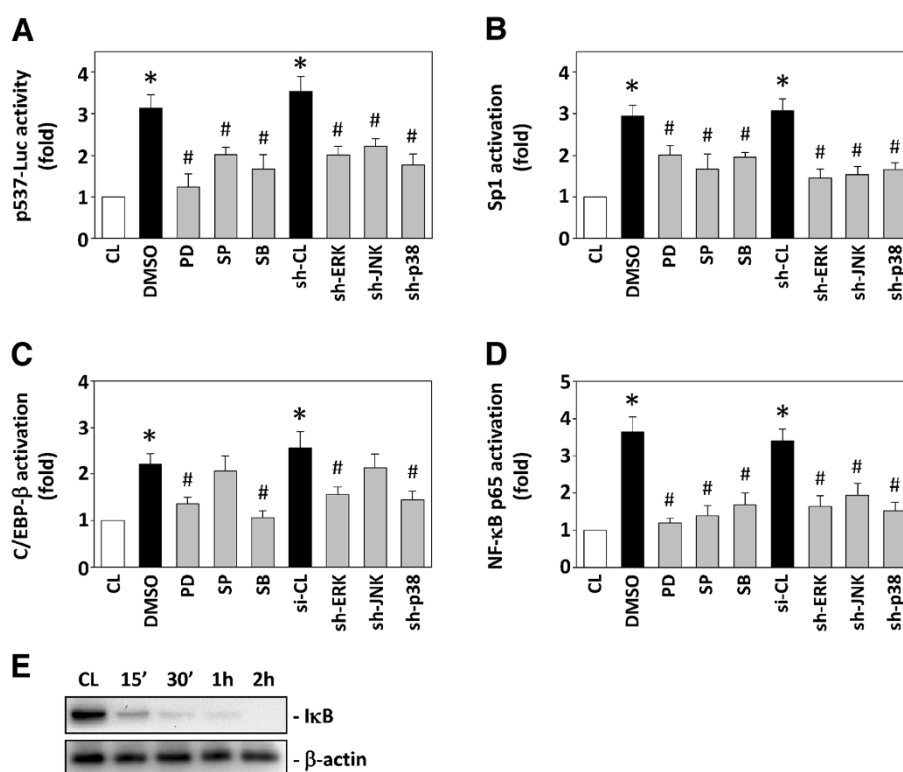 A
p537-Luc activity
(fold)
4
3
2
1
0
*
#
#
#
*
#
#
#
CL
DMSO
PD
SP
SB
sh-CL
sh-ERK
sh-JNK
sh-p38
B
Sp1 activation
(fold)
4
3
2
1
0
*
#
#
#
*
#
#
#
CL
DMSO
PD
SP
SB
sh-CL
sh-ERK
sh-JNK
sh-p38
C
C/EBP-β activation
(fold)
4
3
2
1
0
*
#
#
*
#
#
CL
DMSO
PD
SP
SB
si-CL
sh-ERK
sh-JNK
sh-p38
D
NF-κB p65 activation
(fold)
5
4
3
2
1
0
*
#
#
#
*
#
#
#
CL
DMSO
PD
SP
SB
si-CL
sh-ERK
sh-JNK
sh-p38
E
CL 15’ 30’ 1h 2h
- IκB
- β-actin